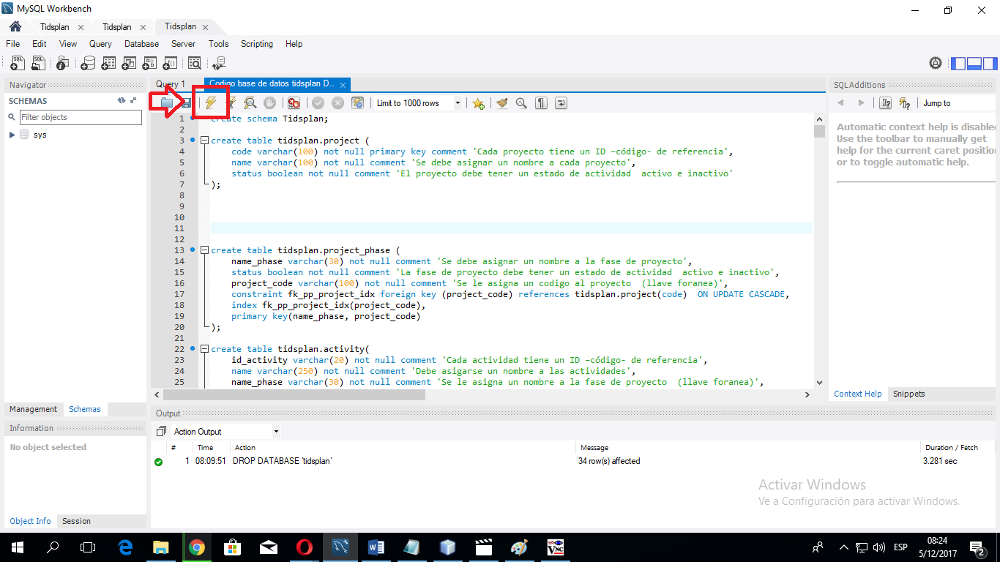 MySQL Workbench
Tidsplan Tidsplan Tidsplan
File Edit View Query Database Server Tools Scripting Help
Navigator
SCHEMAS
Filter objects
sys
Management Schemas
Information
No object selected
Object Info Session
Query 1 Codigo base de datos tidsplan D...
Limit to 1000 rows
1 create schema Tidsplan;
2
3 create table tidsplan.project (
4 code varchar(100) not null primary key comment 'Cada proyecto tiene un ID –código- de referencia',
5 name varchar(100) not null comment 'Se debe asignar un nombre a cada proyecto',
6 status boolean not null comment 'El proyecto debe tener un estado de actividad  activo e inactivo'
7 );
8
9
10
11
12
13 create table tidsplan.project_phase (
14 name_phase varchar(30) not null comment 'Se debe asignar un nombre a la fase de proyecto',
15 status boolean not null comment 'La fase de proyecto debe tener un estado de actividad  activo e inactivo',
16 project_code varchar(100) not null comment 'Se le asigna un codigo al proyecto  (llave foranea)',
17 constraint fk_pp_project_idx foreign key (project_code) references tidsplan.project(code)  ON UPDATE CASCADE,
18 index fk_pp_project_idx(project_code),
19 primary key(name_phase, project_code)
20 );
21
22 create table tidsplan.activity(
23 id_activity varchar(20) not null comment 'Cada actividad tiene un ID –código- de referencia',
24 name varchar(250) not null comment 'Debe asigarse un nombre a las actividades',
25 name_phase varchar(30) not null comment 'Se le asigna un nombre a la fase de proyecto  (llave foranea)',
SQLAdditions
Jump to
Automatic context help is disabled
Use the toolbar to manually get
help for the current caret position
or to toggle automatic help.
Context Help Snippets
Output
Action Output
# Time Action Message Duration / Fetch
1 08:09:51 DROP DATABASE `tidsplan` 34 row(s) affected 3.281 sec
Activar Windows
Ve a Configuración para activar Windows.
ESP
08:24
5/12/2017
2